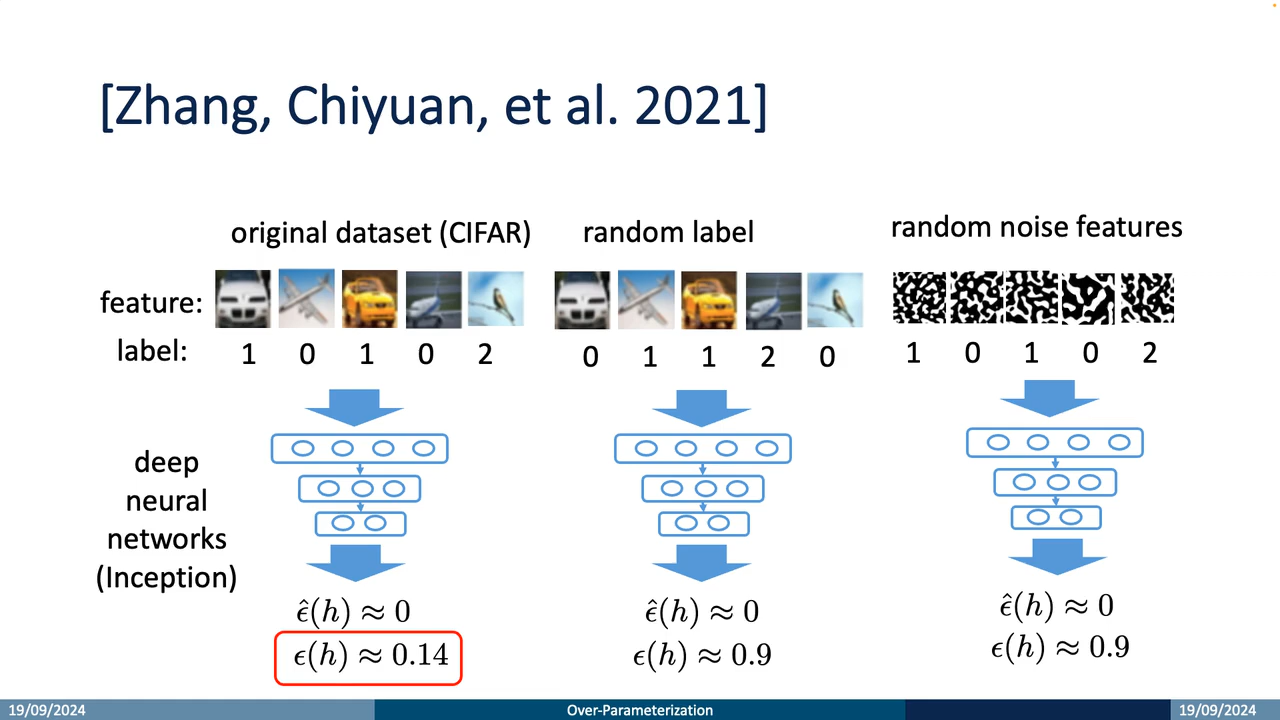 [Zhang, Chiyuan, et al. 2021]
original dataset (CIFAR)
random label
random noise features
feature:
label:
1 0 1 0 2
0 1 1 2 0
1 0 1 0 2
deep
neural
networks
(Inception)
ϵ̂(h) ≈ 0
ϵ(h) ≈ 0.14
ϵ̂(h) ≈ 0
ϵ(h) ≈ 0.9
ϵ̂(h) ≈ 0
ϵ(h) ≈ 0.9
19/09/2024
Over-Parameterization
19/09/2024